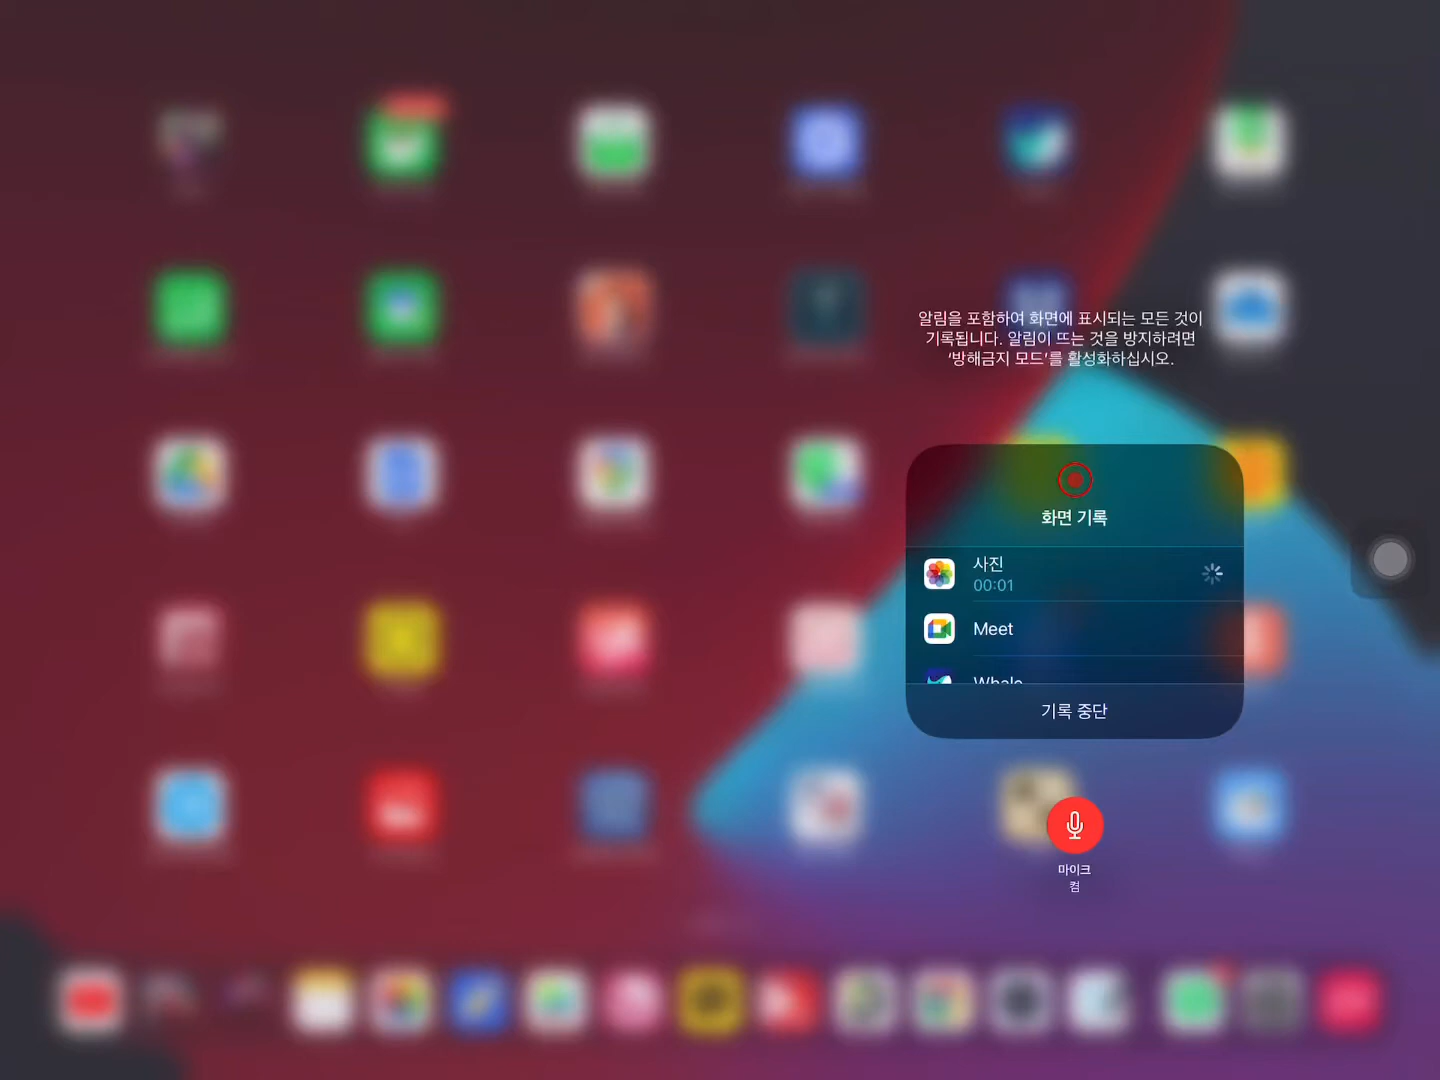 알림을 포함하여 화면에 표시되는 모든 것이
기록됩니다. 알림이 뜨는 것을 방지하려면
‘방해금지 모드’를 활성화하십시오.
화면 기록
사진
00:01
Meet
Whale
기록 중단
마이크
켬